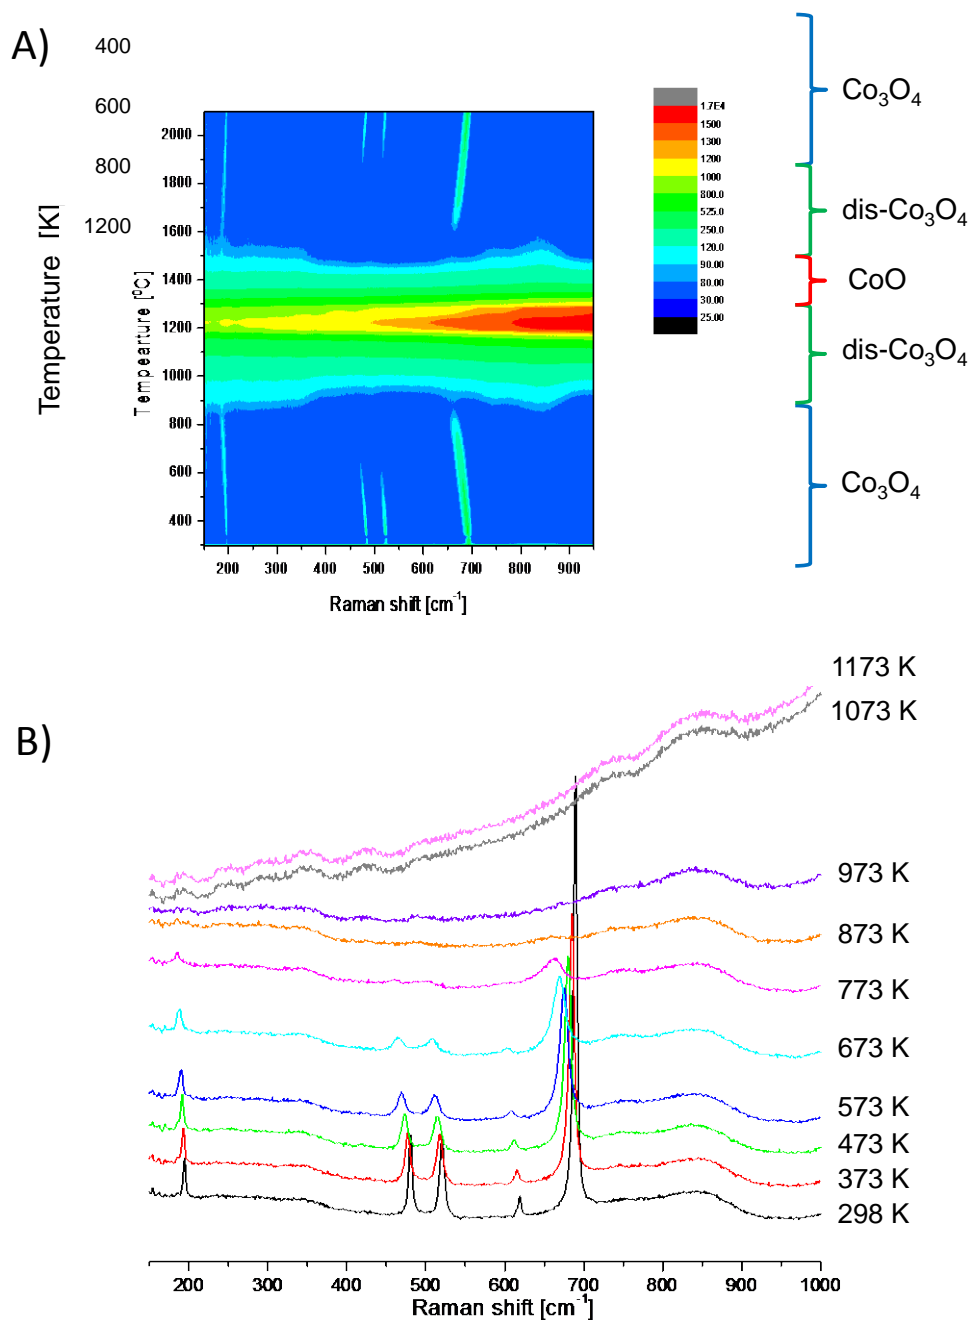 A)
400
600
800
1200
Temperature [K]
2000
1800
1600
1400
1200
1000
800
600
400
Tempearture [ºC]
200 300 400 500 600 700 800 900
Raman shift [cm⁻¹]
1.7E4
1500
1300
1200
1000
800.0
525.0
250.0
120.0
90.00
80.00
30.00
25.00
Co₃O₄
dis-Co₃O₄
CoO
dis-Co₃O₄
Co₃O₄
B)
1173 K
1073 K
973 K
873 K
773 K
673 K
573 K
473 K
373 K
298 K
200 300 400 500 600 700 800 900 1000
Raman shift [cm⁻¹]